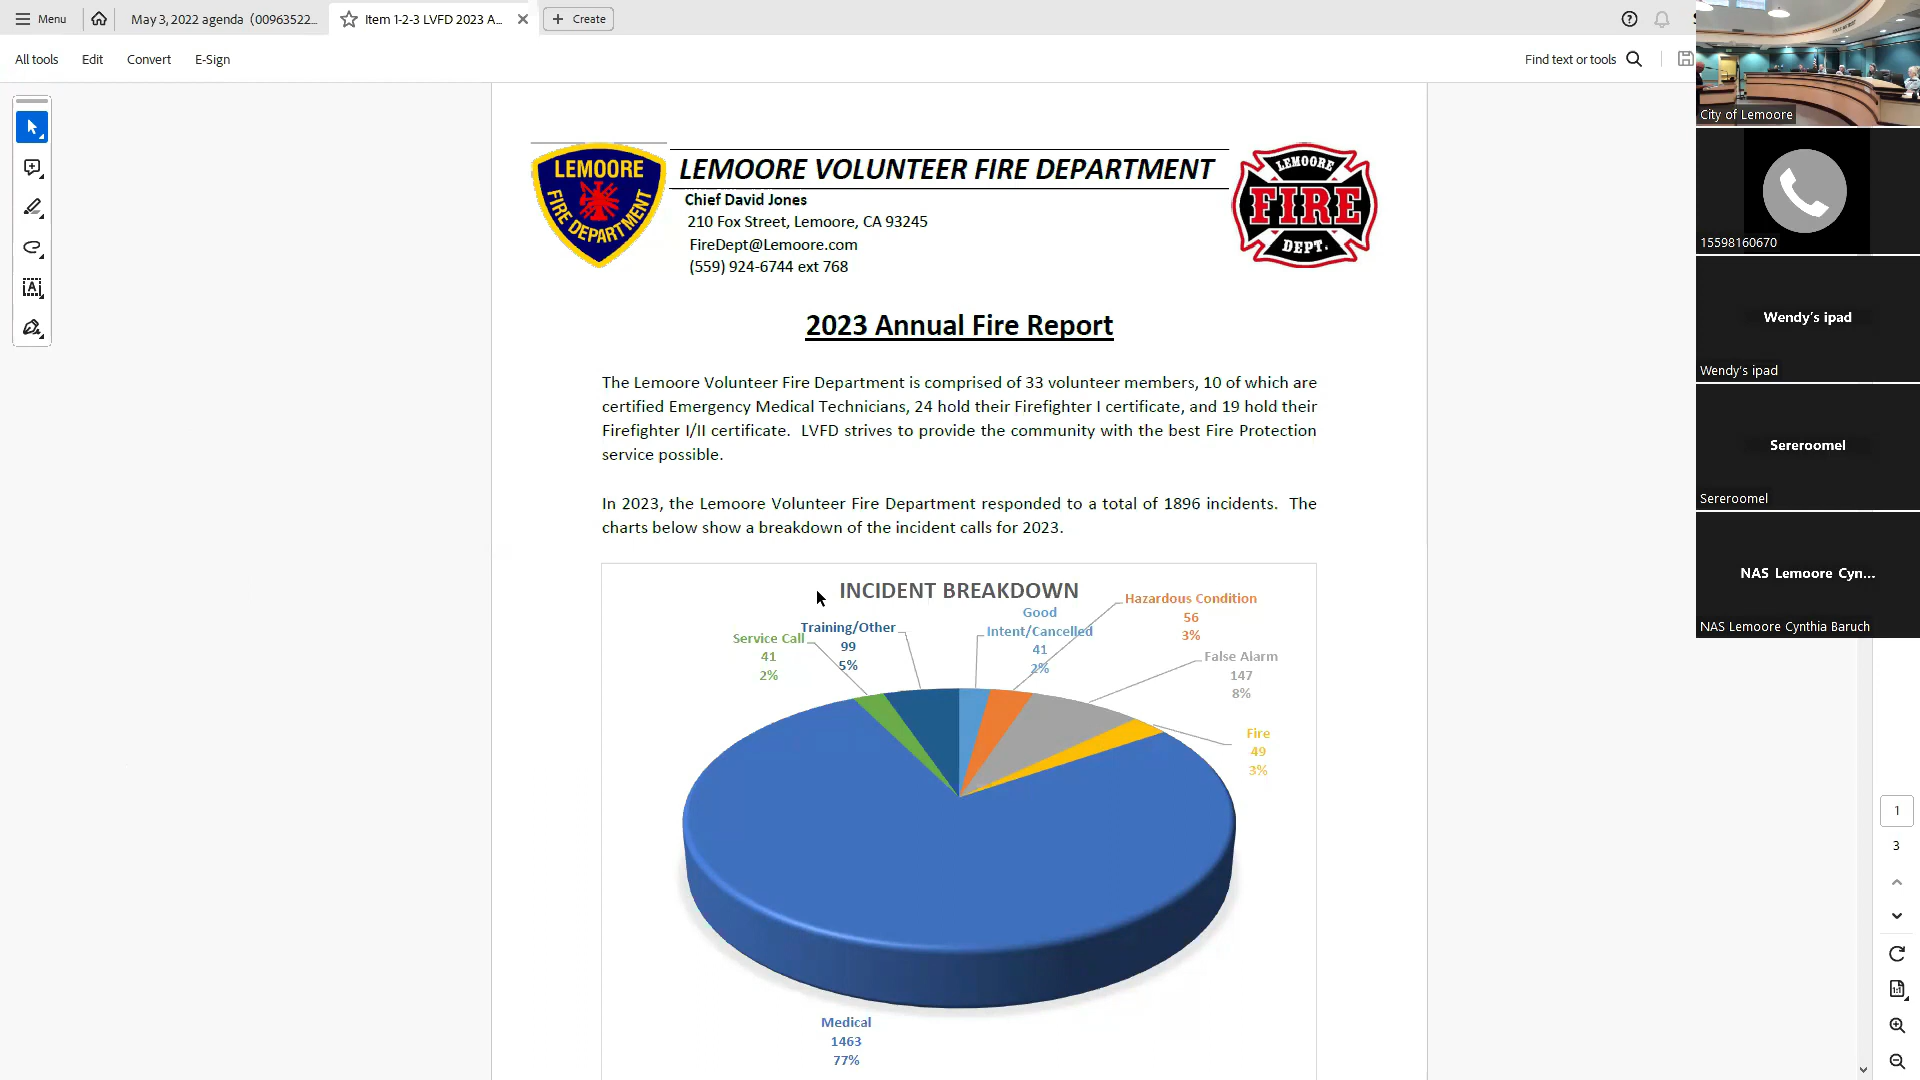 Menu
May 3, 2022 agenda (00963522...
Item 1-2-3 LVFD 2023 A...
Create
All tools
Edit
Convert
E-Sign
Find text or tools
LEMOORE
FIRE DEPARTMENT
LEMOORE VOLUNTEER FIRE DEPARTMENT
Chief David Jones
210 Fox Street, Lemoore, CA 93245
FireDept@Lemoore.com
(559) 924-6744 ext 768
LEMOORE
FIRE
DEPT.
2023 Annual Fire Report
The Lemoore Volunteer Fire Department is comprised of 33 volunteer members, 10 of which are
certified Emergency Medical Technicians, 24 hold their Firefighter I certificate, and 19 hold their
Firefighter I/II certificate. LVFD strives to provide the community with the best Fire Protection
service possible.
In 2023, the Lemoore Volunteer Fire Department responded to a total of 1896 incidents. The
charts below show a breakdown of the incident calls for 2023.
INCIDENT BREAKDOWN
Service Call
41
2%
Training/Other
99
5%
Good
Intent/Cancelled
41
2%
Hazardous Condition
56
3%
False Alarm
147
8%
Fire
49
3%
Medical
1463
77%
City of Lemoore
15598160670
Wendy's ipad
Wendy's ipad
Sereroomel
Sereroomel
NAS Lemoore Cyn...
NAS Lemoore Cynthia Baruch
1
3